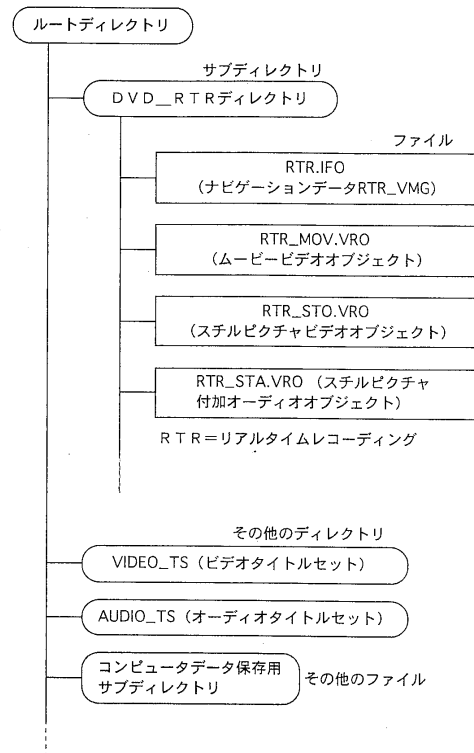 ルートディレクトリ
サブディレクトリ
DVD__RTRディレクトリ
ファイル
RTR.IFO
(ナビゲーションデータRTR_VMG)
RTR_MOV.VRO
(ムービービデオオブジェクト)
RTR_STO.VRO
(スチルピクチャビデオオブジェクト)
RTR_STA.VRO (スチルピクチャ
付加オーディオオブジェクト)
RTR=リアルタイムレコーディング
その他のディレクトリ
VIDEO_TS (ビデオタイトルセット)
AUDIO_TS (オーディオタイトルセット)
コンピュータデータ保存用
サブディレクトリ
その他のファイル